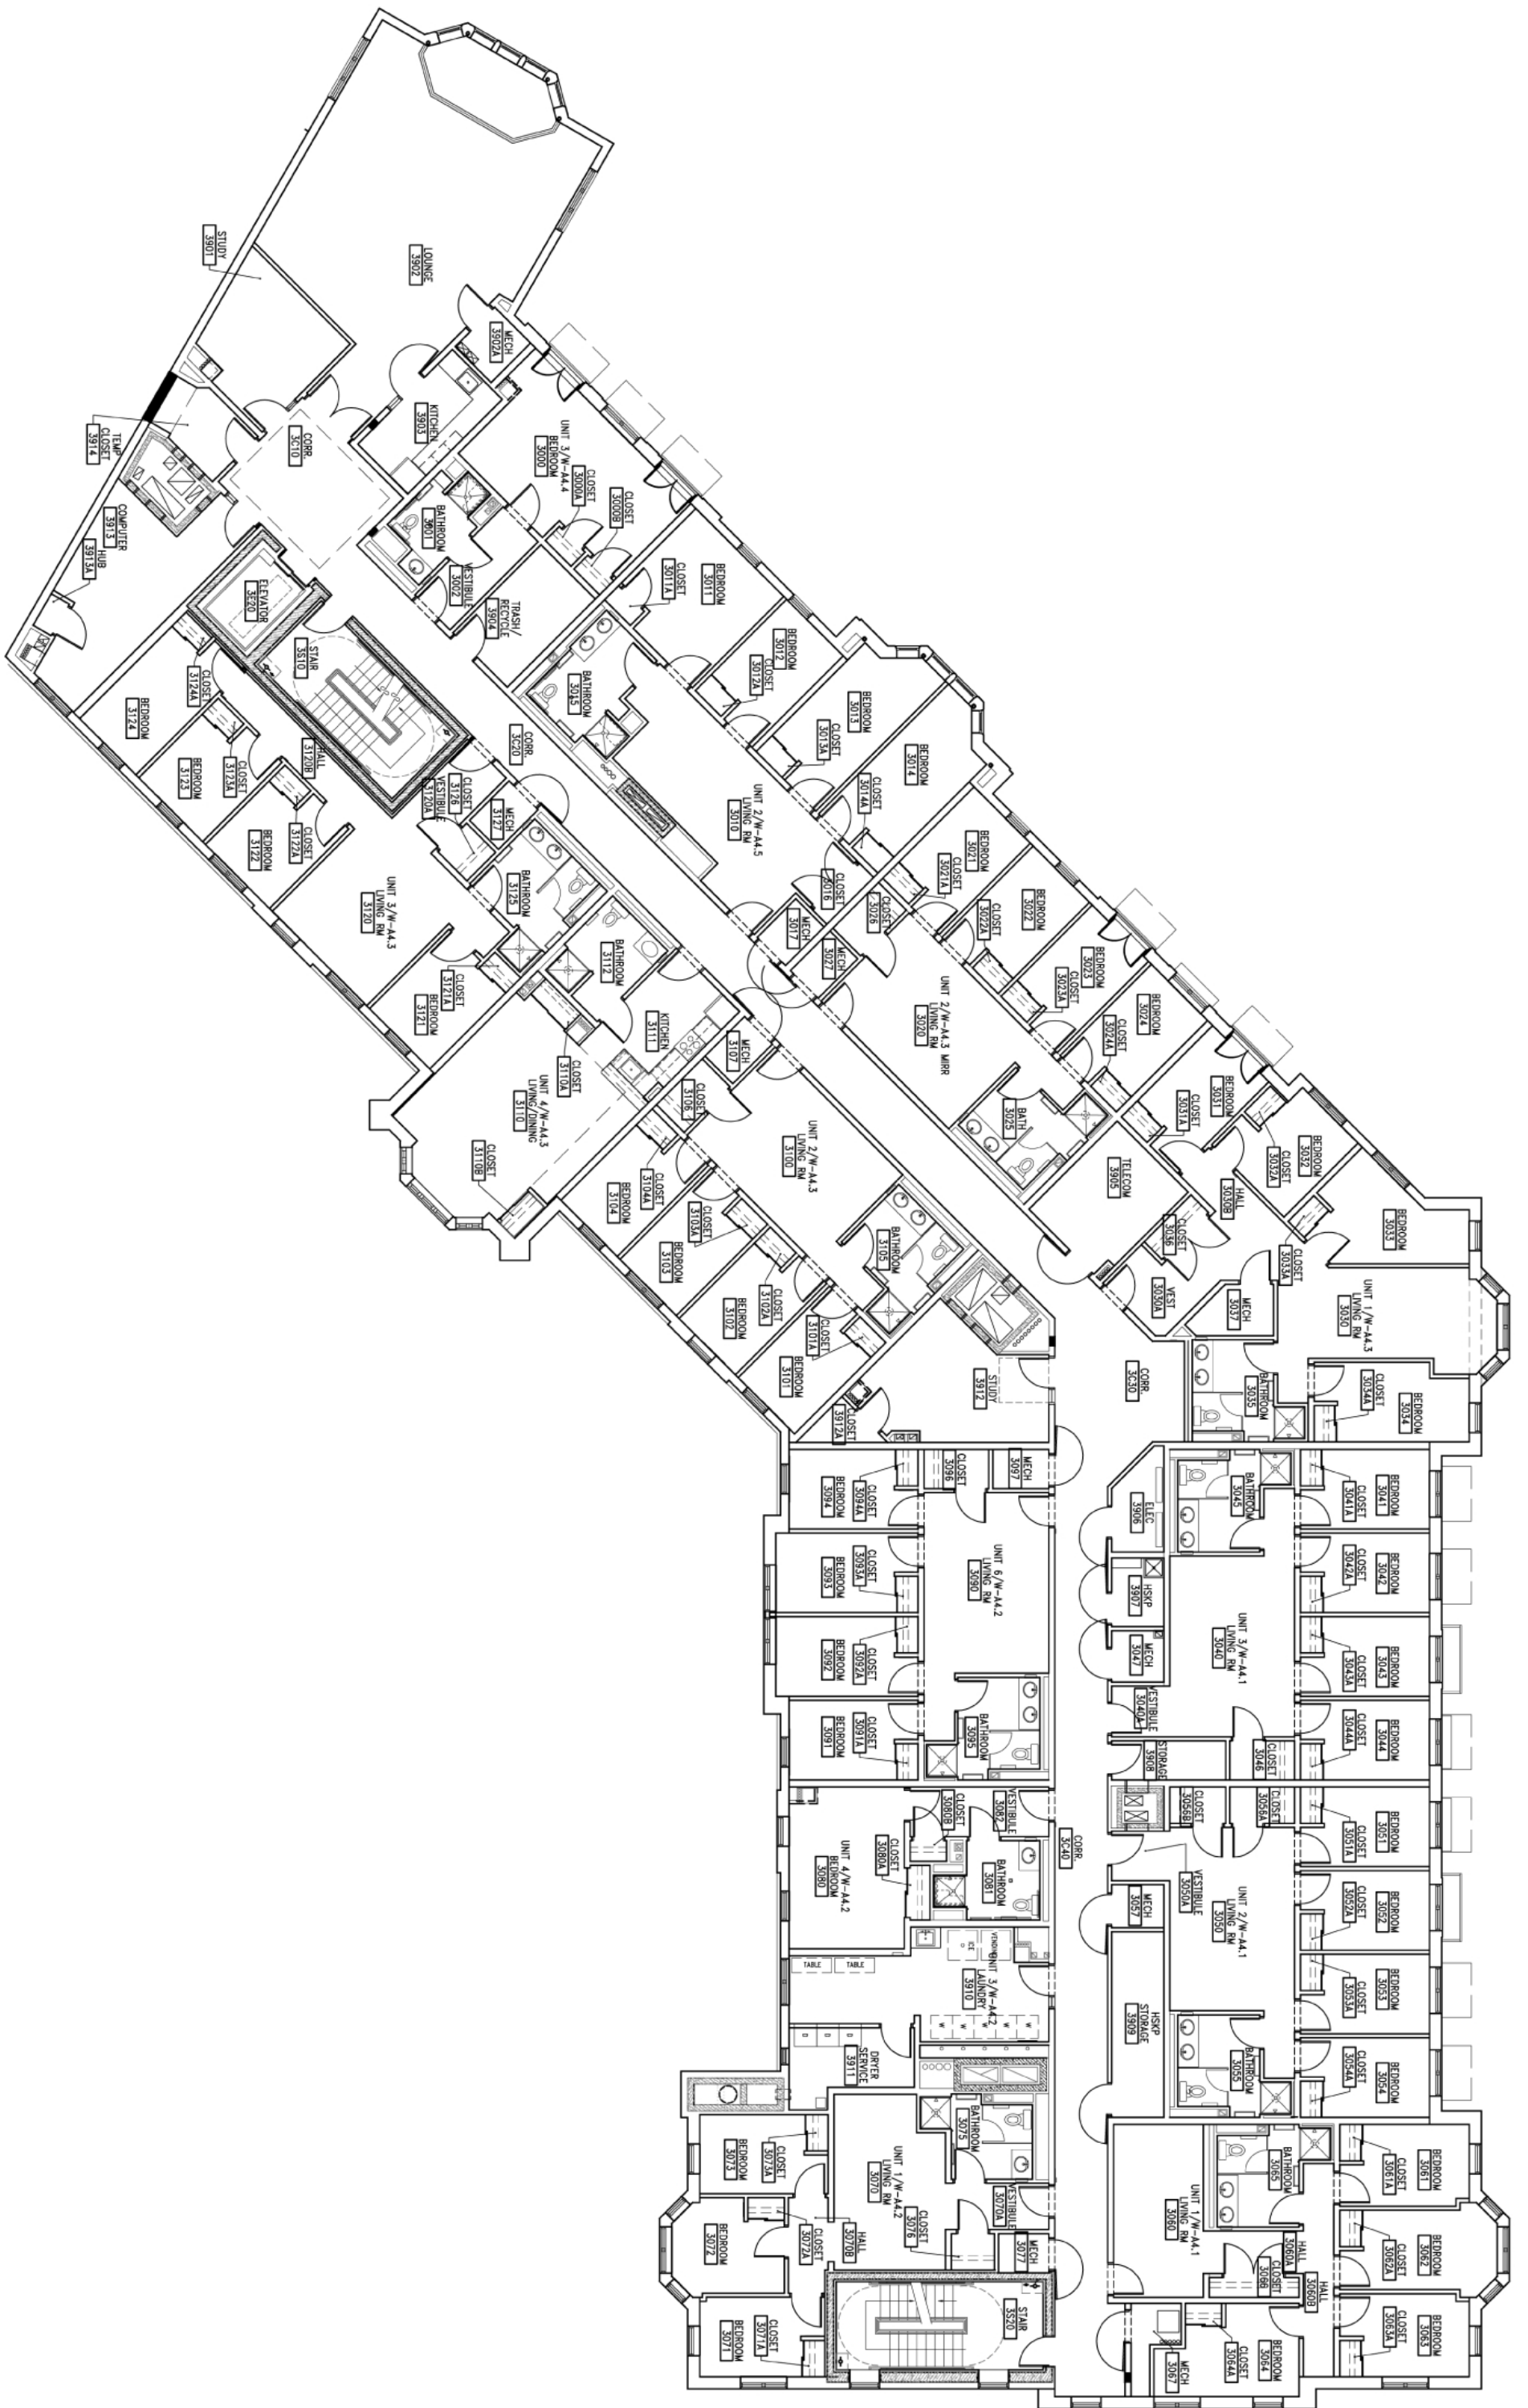 STUDY
3901
LOUNGE
3902
MECH
3902A
KITCHEN
3903
CORR.
3C10
TEMP
CLOSET
3914
COMPUTER
3913
HUB
3913A
UNIT 3/W-A4.4
BEDROOM
3000
CLOSET
3000A
CLOSET
3000B
BATHROOM
3001
VESTIBULE
3002
TRASH/
RECYCLE
3904
ELEVATOR
3E20
STAIR
3S10
CORR.
3C20
BEDROOM
3011
CLOSET
3011A
BEDROOM
3012
CLOSET
3012A
BEDROOM
3013
CLOSET
3013A
BEDROOM
3014
CLOSET
3014A
BATHROOM
3015
UNIT 2/W-A4.5
LIVING RM
3010
CLOSET
3016
MECH
3017
BEDROOM
3124
CLOSET
3124A
BEDROOM
3123
CLOSET
3123A
HALL
3120B
BEDROOM
3122
CLOSET
3122A
VESTIBULE
3120A
CLOSET
3126
MECH
3127
UNIT 3/W-A4.3
LIVING RM
3120
BATHROOM
3125
BEDROOM
3121
CLOSET
3121A
BATHROOM
3112
KITCHEN
3111
CLOSET
3110A
UNIT 4/W-A4.3
LIVING/DINING
3110
CLOSET
3110B
BEDROOM
3021
CLOSET
3021A
BEDROOM
3022
CLOSET
3022A
BEDROOM
3023
CLOSET
3023A
BEDROOM
3024
CLOSET
3024A
CLOSET
3026
MECH
3027
UNIT 2/W-A4.3 MIRR
LIVING RM
3020
BATH
3025
MECH
3107
CLOSET
3106
UNIT 2/W-A4.3
LIVING RM
3100
BEDROOM
3104
CLOSET
3104A
BEDROOM
3103
CLOSET
3103A
BEDROOM
3102
CLOSET
3102A
BEDROOM
3101
CLOSET
3101A
BATHROOM
3105
TELECOM
3905
BEDROOM
3031
CLOSET
3031A
BEDROOM
3032
CLOSET
3032A
HALL
3030B
BEDROOM
3033
CLOSET
3033A
CLOSET
3036
VEST
3030A
MECH
3037
UNIT 1/W-A4.3
LIVING RM
3030
BEDROOM
3034
CLOSET
3034A
BATHROOM
3035
CORR.
3C30
STUDY
3912
CLOSET
3912A
BEDROOM
3041
CLOSET
3041A
BEDROOM
3042
CLOSET
3042A
BEDROOM
3043
CLOSET
3043A
BEDROOM
3044
CLOSET
3044A
BATHROOM
3045
UNIT 3/W-A4.1
LIVING RM
3040
CLOSET
3046
ELEC
3906
HSKP
3907
MECH
3047
VESTIBULE
3040A
STORAGE
3908
MECH
3097
CLOSET
3096
UNIT 6/W-A4.2
LIVING RM
3090
BEDROOM
3094
CLOSET
3094A
BEDROOM
3093
CLOSET
3093A
BEDROOM
3092
CLOSET
3092A
BEDROOM
3091
CLOSET
3091A
BATHROOM
3095
BEDROOM
3051
CLOSET
3051A
BEDROOM
3052
CLOSET
3052A
BEDROOM
3053
CLOSET
3053A
BEDROOM
3054
CLOSET
3054A
CLOSET
3056A
CLOSET
3056B
VESTIBULE
3050A
UNIT 2/W-A4.1
LIVING RM
3050
BATHROOM
3055
MECH
3057
HSKP
STORAGE
3909
CORR.
3C40
VESTIBULE
3082
CLOSET
3080B
CLOSET
3080A
BATHROOM
3081
UNIT 4/W-A4.2
BEDROOM
3080
ICE
VENDING
UNIT 3/W-A4.2
LAUNDRY
3910
TABLE
TABLE
W
W
W
W
W
D
D
D
D
D
D
D
D
DRYER
SERVICE
3911
BATHROOM
3075
UNIT 1/W-A4.2
LIVING RM
3070
VESTIBULE
3070A
CLOSET
3076
MECH
3077
HALL
3070B
BEDROOM
3073
CLOSET
3073A
BEDROOM
3072
CLOSET
3072A
BEDROOM
3071
CLOSET
3071A
STAIR
3S20
BEDROOM
3061
CLOSET
3061A
BEDROOM
3062
CLOSET
3062A
BEDROOM
3063
CLOSET
3063A
BEDROOM
3064
CLOSET
3064A
BATHROOM
3065
HALL
3060A
HALL
3060B
CLOSET
3066
UNIT 1/W-A4.1
LIVING RM
3060
MECH
3067